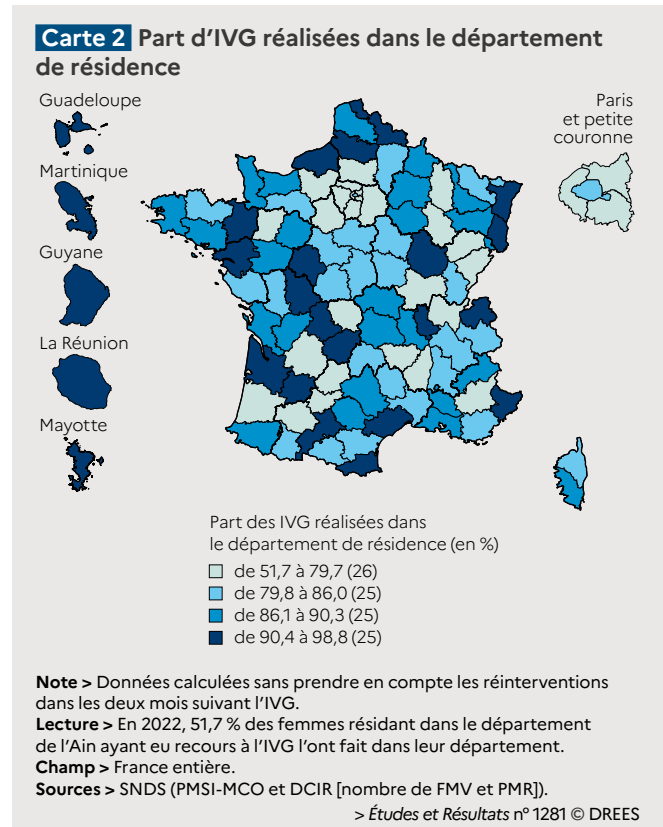 Carte 2 Part d’IVG réalisées dans le département
de résidence
Guadeloupe
Martinique
Guyane
La Réunion
Mayotte
Paris
et petite
couronne
Part des IVG réalisées dans
le département de résidence (en %)
de 51,7 à 79,7 (26)
de 79,8 à 86,0 (25)
de 86,1 à 90,3 (25)
de 90,4 à 98,8 (25)
Note > Données calculées sans prendre en compte les réinterventions
dans les deux mois suivant l’IVG.
Lecture > En 2022, 51,7 % des femmes résidant dans le département
de l’Ain ayant eu recours à l’IVG l’ont fait dans leur département.
Champ > France entière.
Sources > SNDS (PMSI-MCO et DCIR [nombre de FMV et PMR]).
> Études et Résultats n° 1281 © DREES